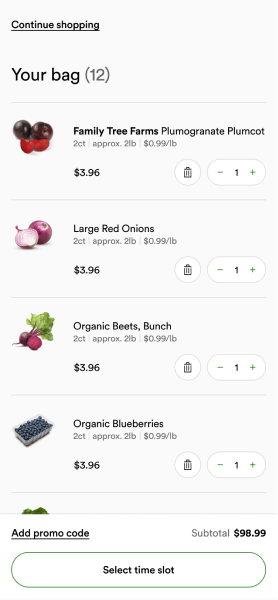 Continue shopping
Your bag (12)
Family Tree Farms Plumogranate Plumcot
2ct | approx. 2lb | $0.99/lb
$3.96
− 1 +
Large Red Onions
2ct | approx. 2lb | $0.99/lb
$3.96
− 1 +
Organic Beets, Bunch
2ct | approx. 2lb | $0.99/lb
$3.96
− 1 +
Organic Blueberries
2ct | approx. 2lb | $0.99/lb
$3.96
− 1 +
Add promo code
Subtotal $98.99
Select time slot